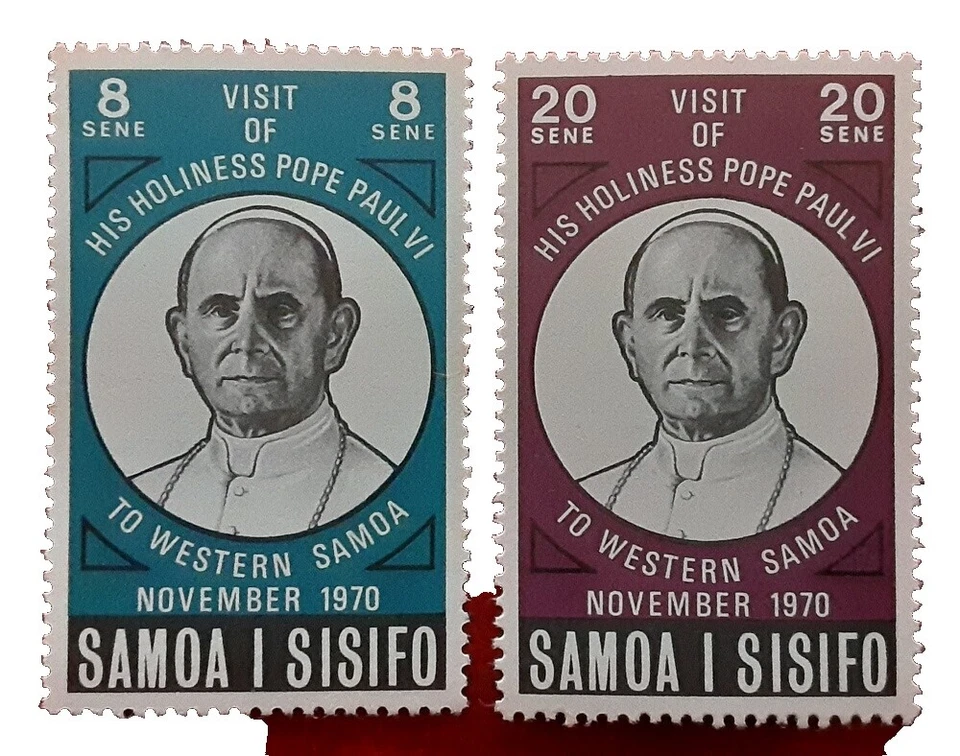 8 SENE
VISIT
OF
8 SENE
HIS HOLINESS POPE PAUL VI
TO WESTERN SAMOA
NOVEMBER 1970
SAMOA I SISIFO
20 SENE
VISIT
OF
20 SENE
HIS HOLINESS POPE PAUL VI
TO WESTERN SAMOA
NOVEMBER 1970
SAMOA I SISIFO